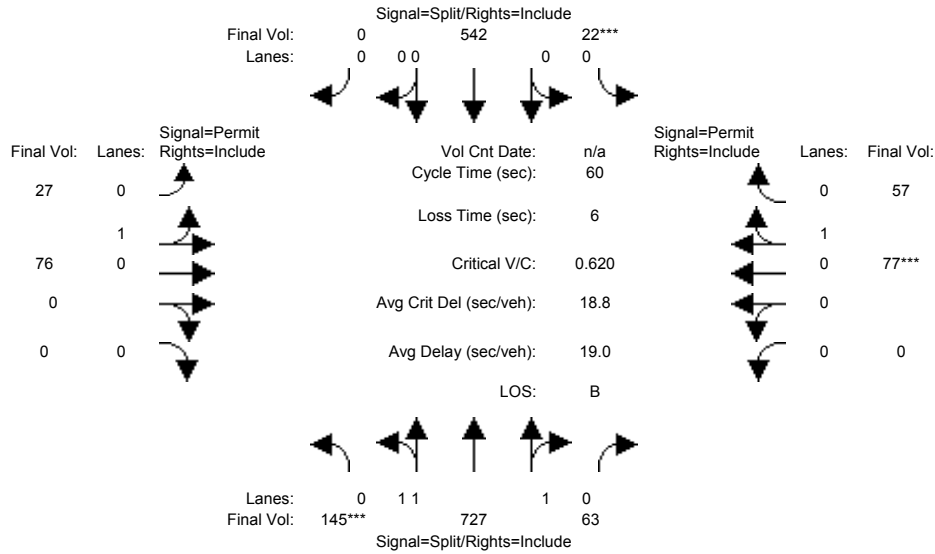 Signal=Split/Rights=Include
Final Vol: 0 542 22***
Lanes: 0 0 0 0 0
Signal=Permit Signal=Permit
Final Vol: Lanes: Rights=Include Vol Cnt Date: n/a Rights=Include Lanes: Final Vol:
Cycle Time (sec): 60
27 0 0 57
Loss Time (sec): 6
1 1
76 0 Critical V/C: 0.620 0 77***
0 Avg Crit Del (sec/veh): 18.8 0
0 0 Avg Delay (sec/veh): 19.0 0 0
LOS: B
Lanes: 0 1 1 1 0
Final Vol: 145*** 727 63
Signal=Split/Rights=Include